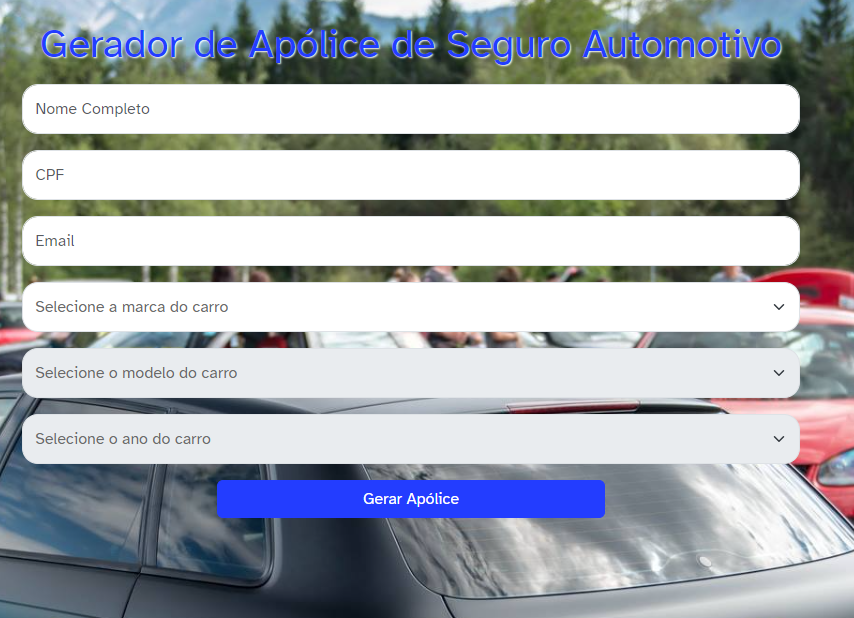 Gerador de Apólice de Seguro Automotivo
Nome Completo
CPF
Email
Selecione a marca do carro
Selecione o modelo do carro
Selecione o ano do carro
Gerar Apólice